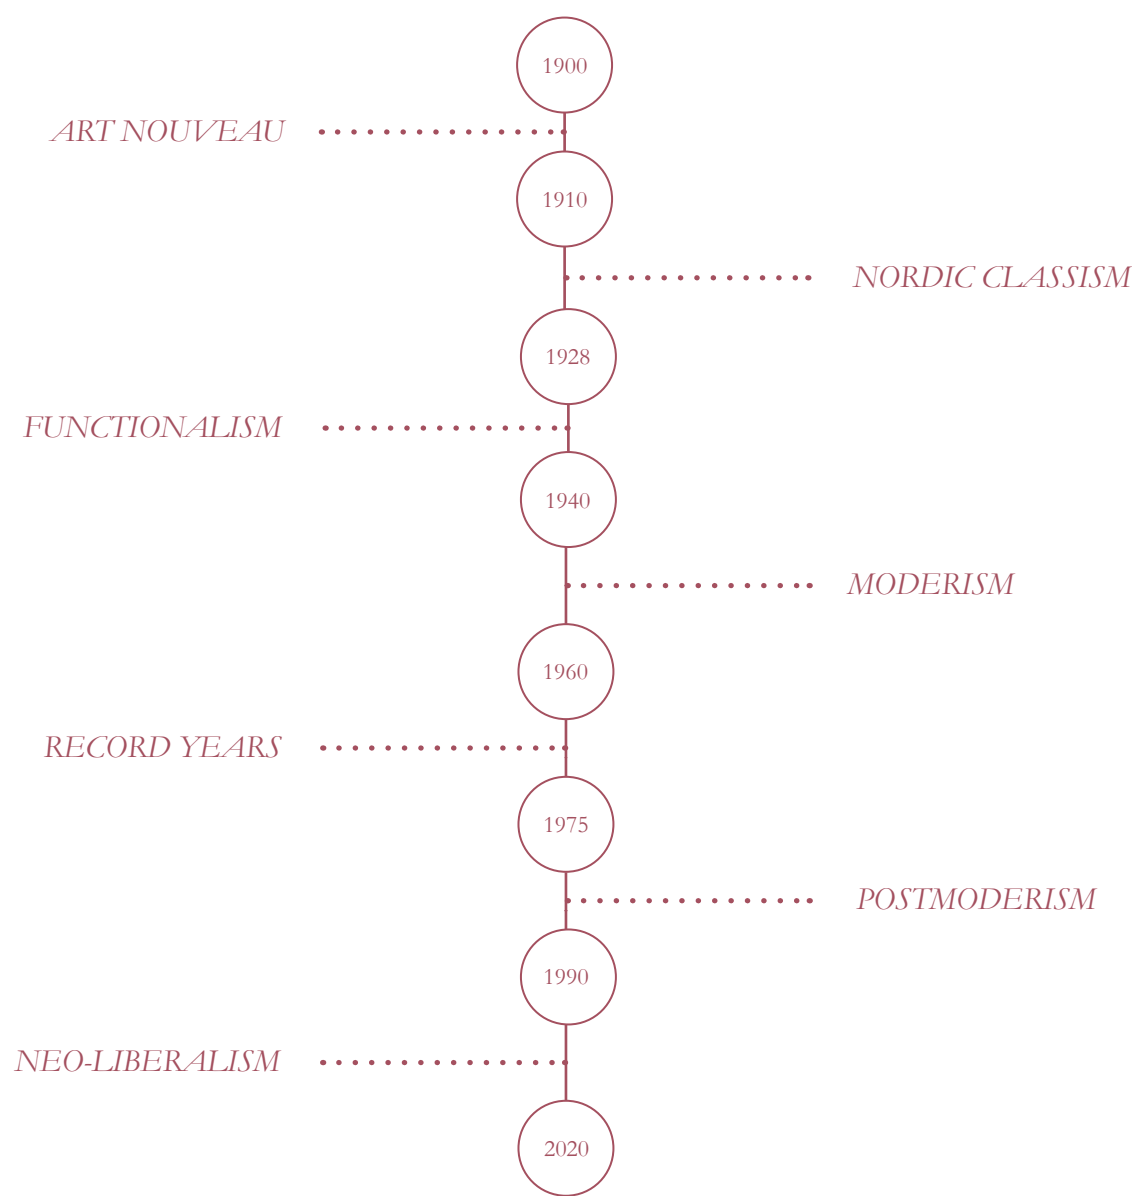 1900
ART NOUVEAU
1910
NORDIC CLASSISM
1928
FUNCTIONALISM
1940
MODERISM
1960
RECORD YEARS
1975
POSTMODERISM
1990
NEO-LIBERALISM
2020